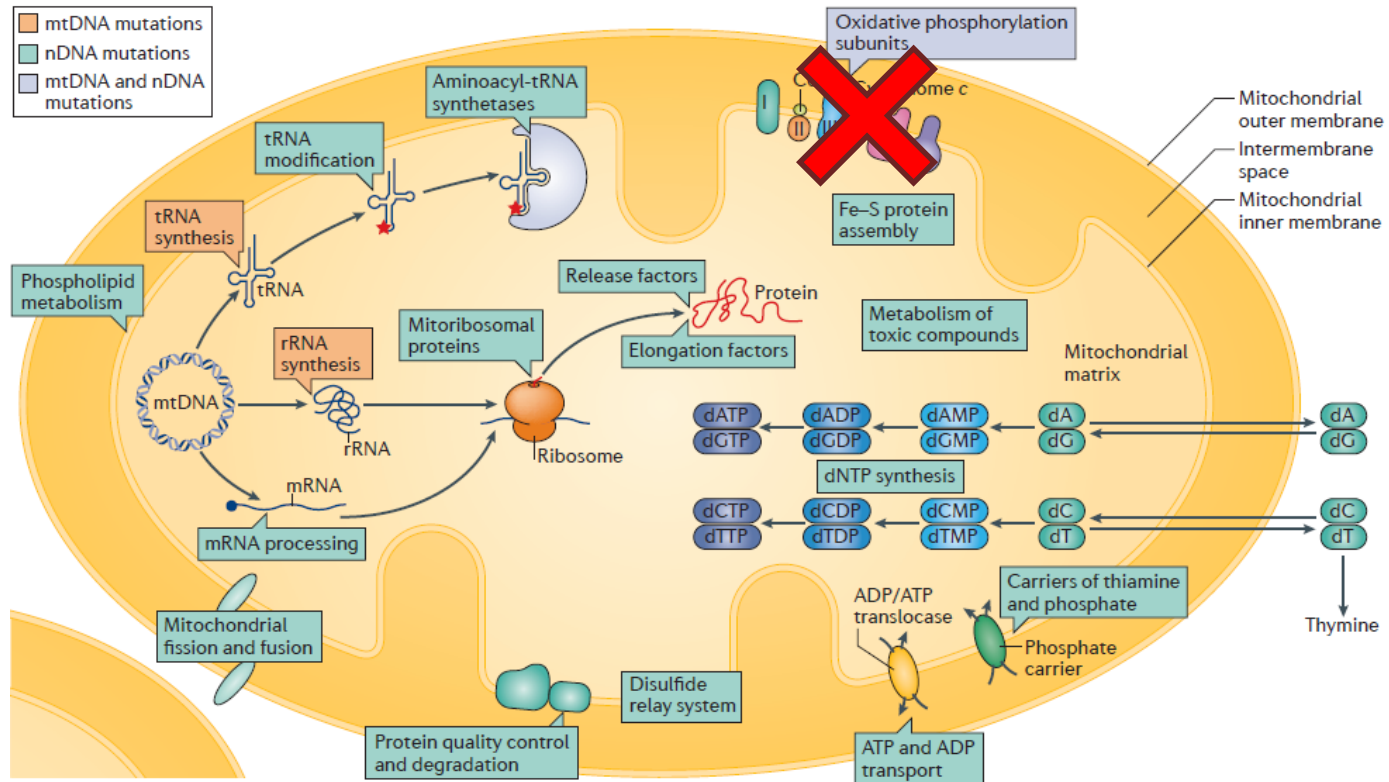 mtDNA mutations
nDNA mutations
mtDNA and nDNA
mutations
Oxidative phosphorylation
subunits
I
II
III
c
Aminoacyl-tRNA
synthetases
tRNA
modification
tRNA
synthesis
tRNA
Phospholipid
metabolism
Mitochondrial
outer membrane
Intermembrane
space
Mitochondrial
inner membrane
Fe–S protein
assembly
Release factors
Protein
Elongation factors
Metabolism of
toxic compounds
Mitochondrial
matrix
Mitoribosomal
proteins
rRNA
synthesis
mtDNA
rRNA
Ribosome
mRNA
mRNA processing
dATP
dGTP
dADP
dGDP
dAMP
dGMP
dA
dG
dA
dG
dNTP synthesis
dCTP
dTTP
dCDP
dTDP
dCMP
dTMP
dC
dT
dC
dT
Thymine
Mitochondrial
fission and fusion
Protein quality control
and degradation
Disulfide
relay system
ADP/ATP
translocase
Carriers of thiamine
and phosphate
Phosphate
carrier
ATP and ADP
transport